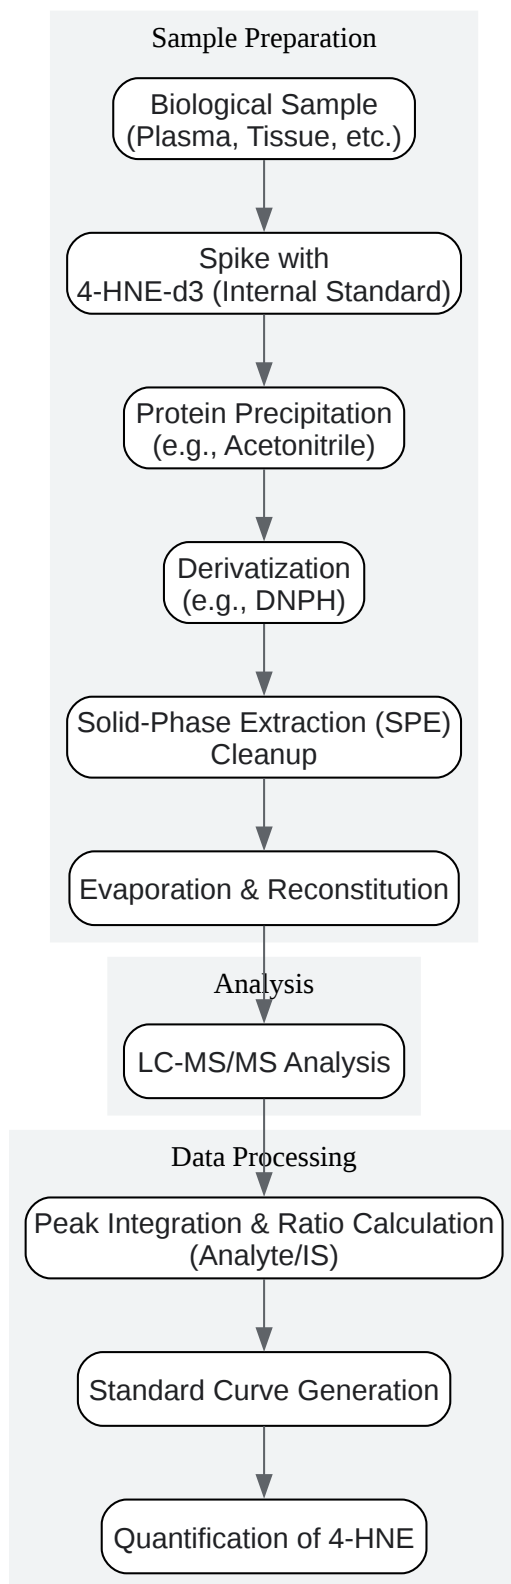 Sample Preparation
Biological Sample
(Plasma, Tissue, etc.)
Spike with
4-HNE-d3 (Internal Standard)
Protein Precipitation
(e.g., Acetonitrile)
Derivatization
(e.g., DNPH)
Solid-Phase Extraction (SPE)
Cleanup
Evaporation & Reconstitution
Analysis
LC-MS/MS Analysis
Data Processing
Peak Integration & Ratio Calculation
(Analyte/IS)
Standard Curve Generation
Quantification of 4-HNE